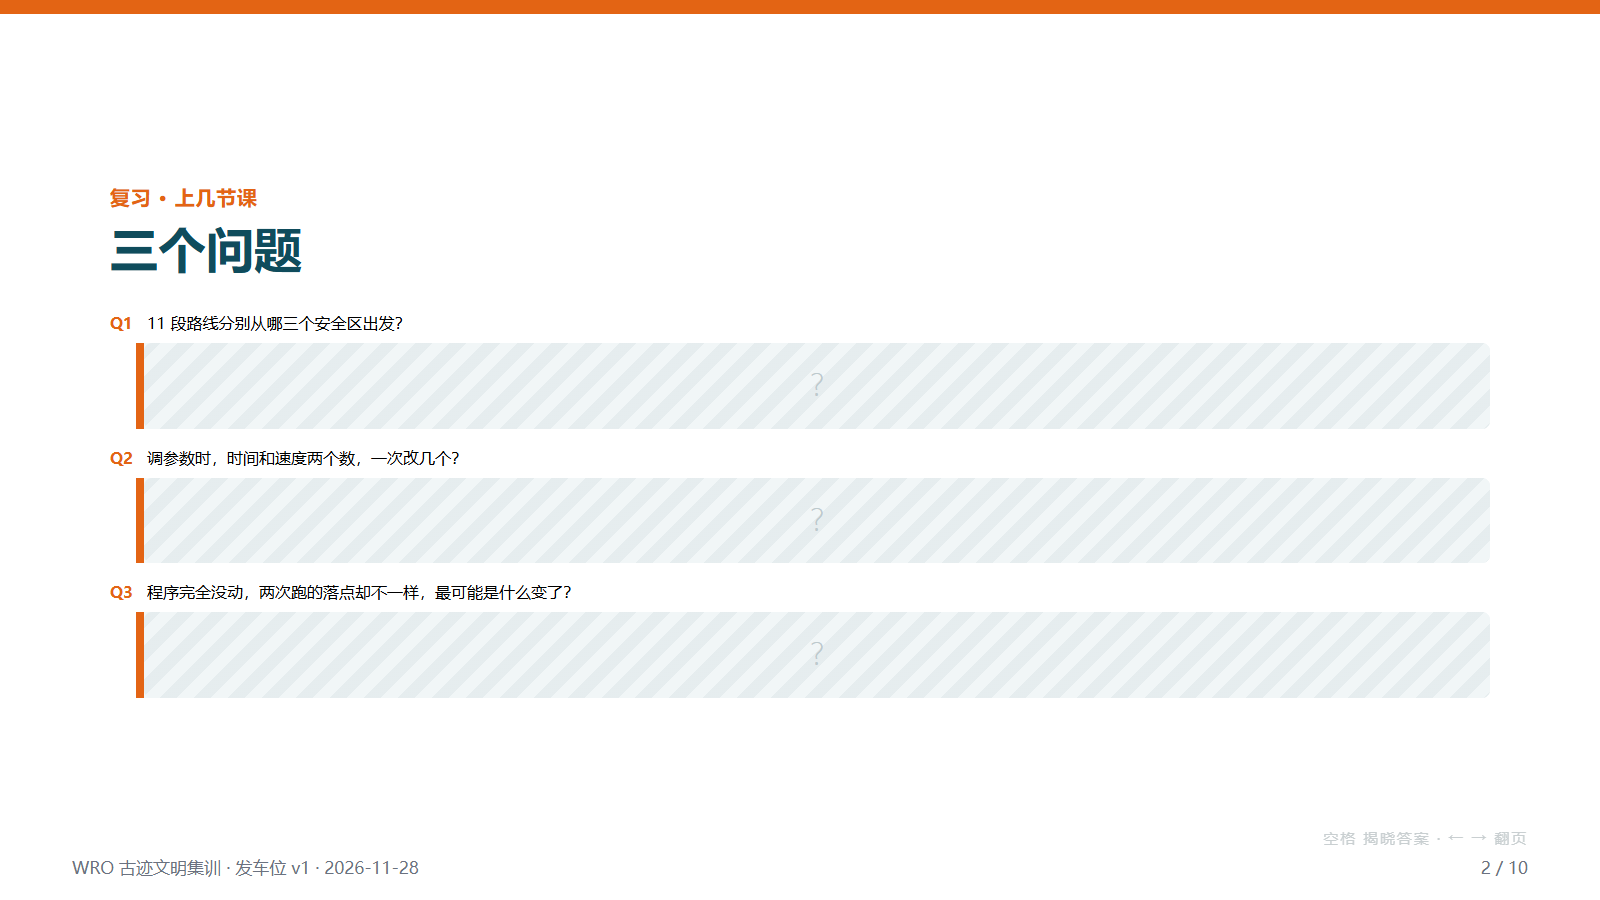 复习 · 上几节课
三个问题
Q1 11 段路线分别从哪三个安全区出发?
?
Q2 调参数时，时间和速度两个数，一次改几个?
?
Q3 程序完全没动，两次跑的落点却不一样，最可能是什么变了?
?
空格 揭晓答案 · ← → 翻页
WRO 古迹文明集训 · 发车位 v1 · 2026-11-28
2 / 10